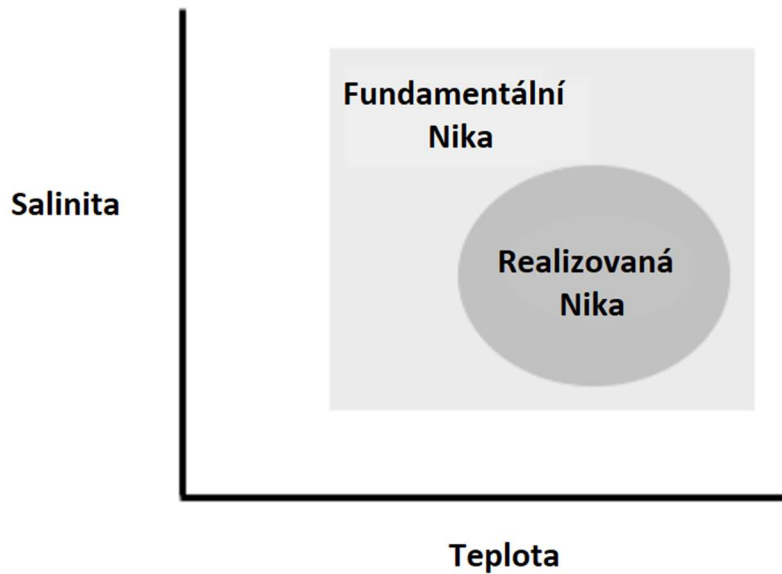 Fundamentální
Nika
Salinita
Realizovaná
Nika
Teplota